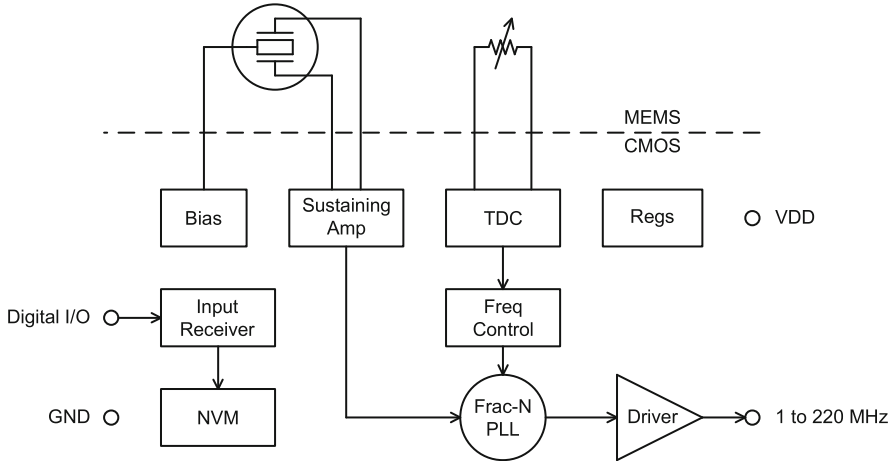 MEMS
CMOS
Bias
Sustaining
Amp
TDC
Regs
VDD
Digital I/O
Input
Receiver
Freq
Control
GND
NVM
Frac-N
PLL
Driver
1 to 220 MHz